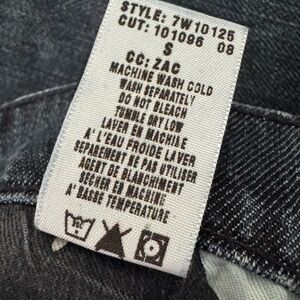 STYLE: 7W10125
CUT: 101096 08
S
CC: ZAC
MACHINE WASH COLD
WASH SEPARATELY
DO NOT BLEACH
TUMBLE DRY LOW
LAVER EN MACHINE
A' L'EAU FROIDE LAVER
SEPAREMENT NE PAS UTILISER
AGENT DE BLANCHIMENT
SECHER EN MACHINE
A' BASSE TEMPERATURE